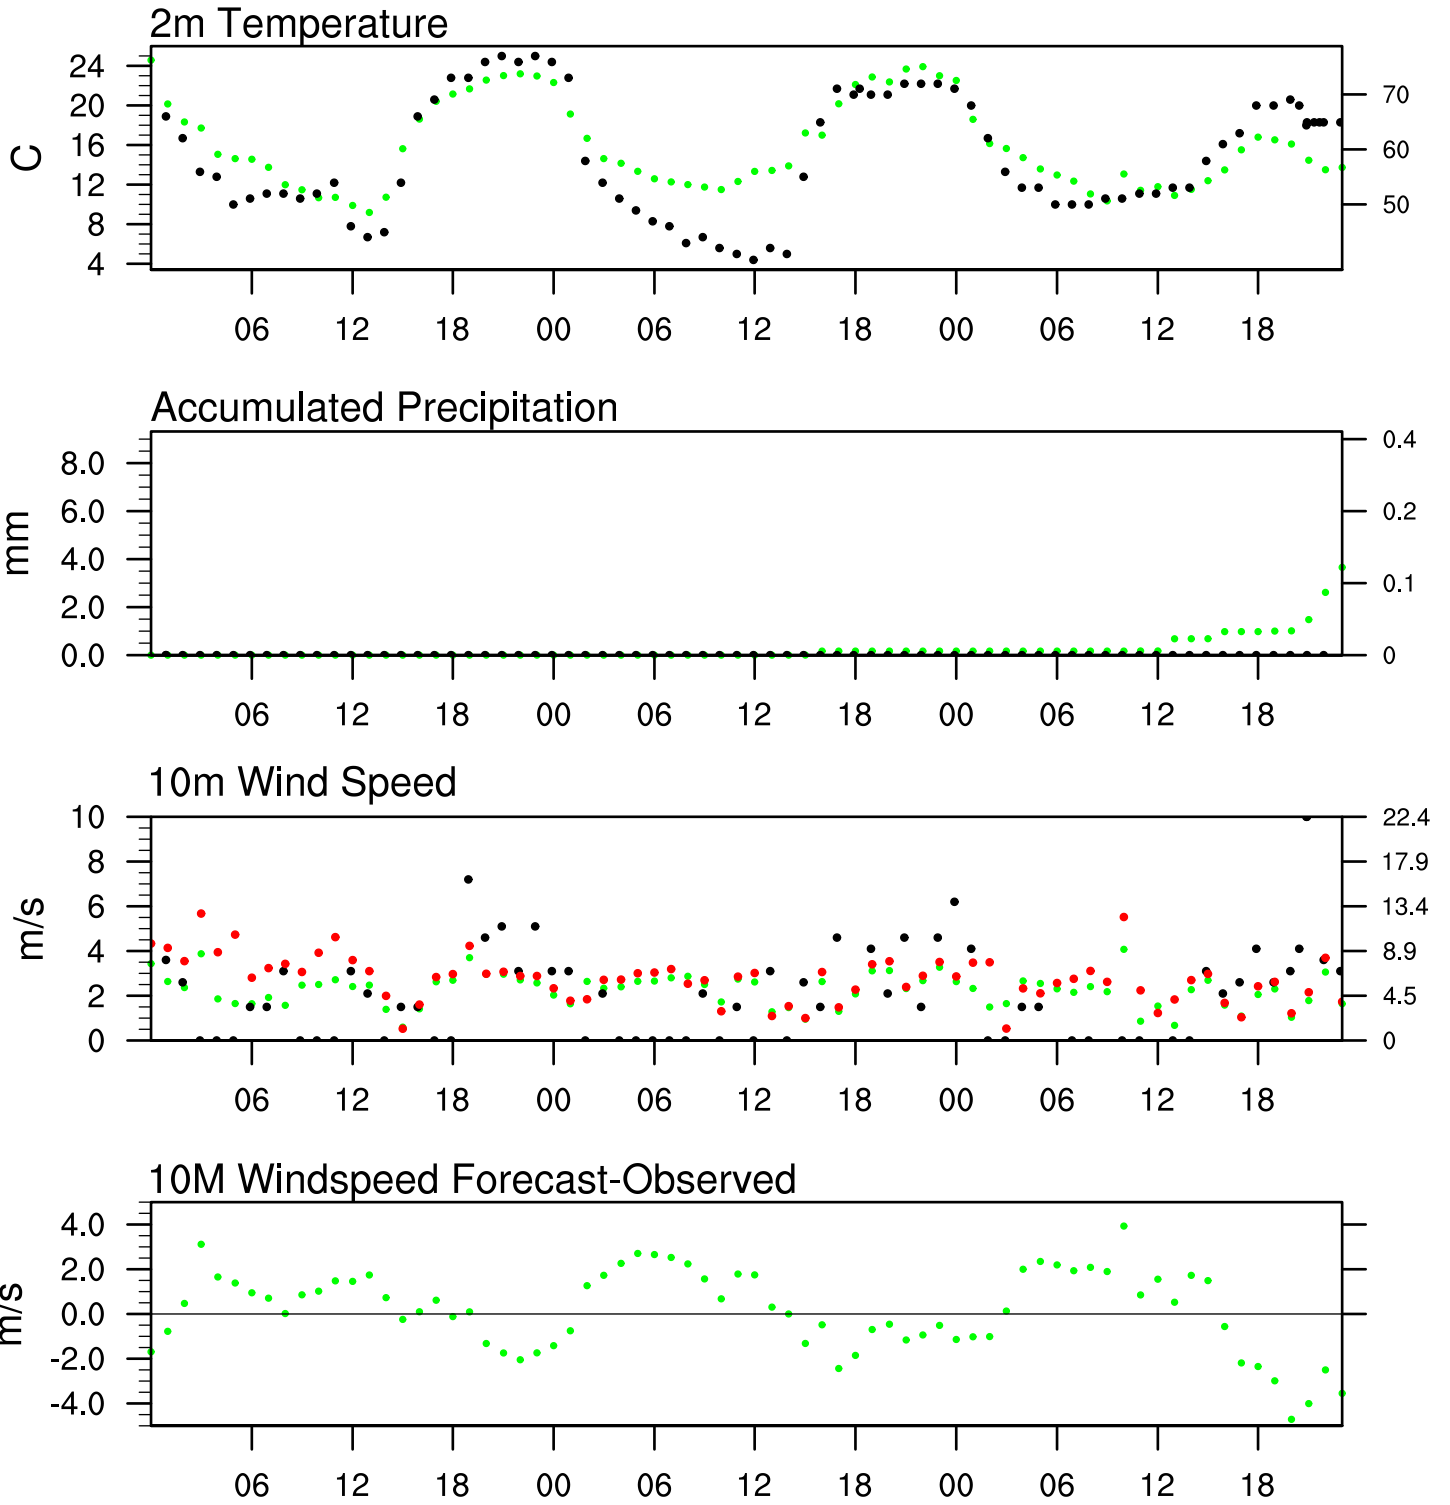 2m Temperature
24
20
16
12
8
4
C
70
60
50
06 12 18 00 06 12 18 00 06 12 18
Accumulated Precipitation
8.0
6.0
4.0
2.0
0.0
mm
0.4
0.2
0.1
0
06 12 18 00 06 12 18 00 06 12 18
10m Wind Speed
10
8
6
4
2
0
m/s
22.4
17.9
13.4
8.9
4.5
0
06 12 18 00 06 12 18 00 06 12 18
10M Windspeed Forecast-Observed
4.0
2.0
0.0
-2.0
-4.0
m/s
06 12 18 00 06 12 18 00 06 12 18